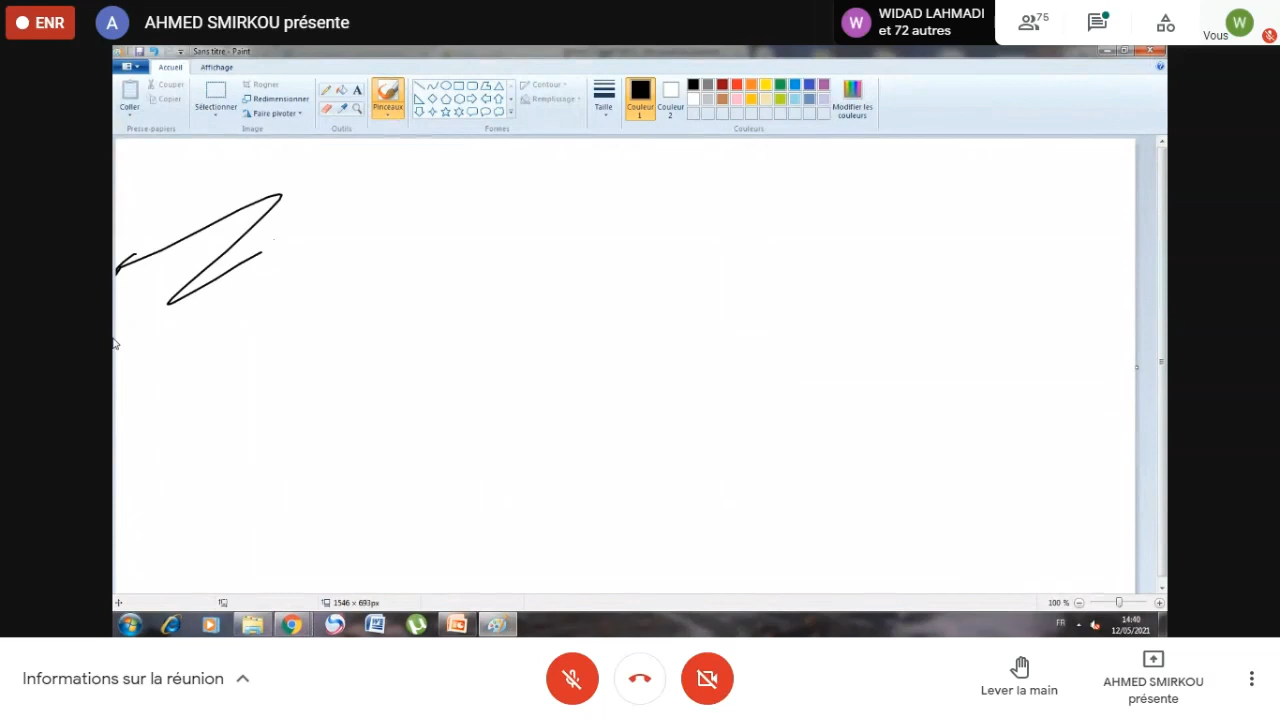 ENR
A
AHMED SMIRKOU présente
W
WIDAD LAHMADI
et 72 autres
75
Vous
W
Sans titre - Paint
Accueil
Affichage
Coller
Couper
Copier
Presse-papiers
Sélectionner
Rogner
Redimensionner
Faire pivoter
Image
A
Outils
Pinceaux
Contour
Remplissage
Formes
Taille
Couleur
1
Couleur
2
Modifier les
couleurs
Couleurs
1546 × 693px
100 %
FR
14:40
12/05/2021
Informations sur la réunion
Lever la main
AHMED SMIRKOU
présente